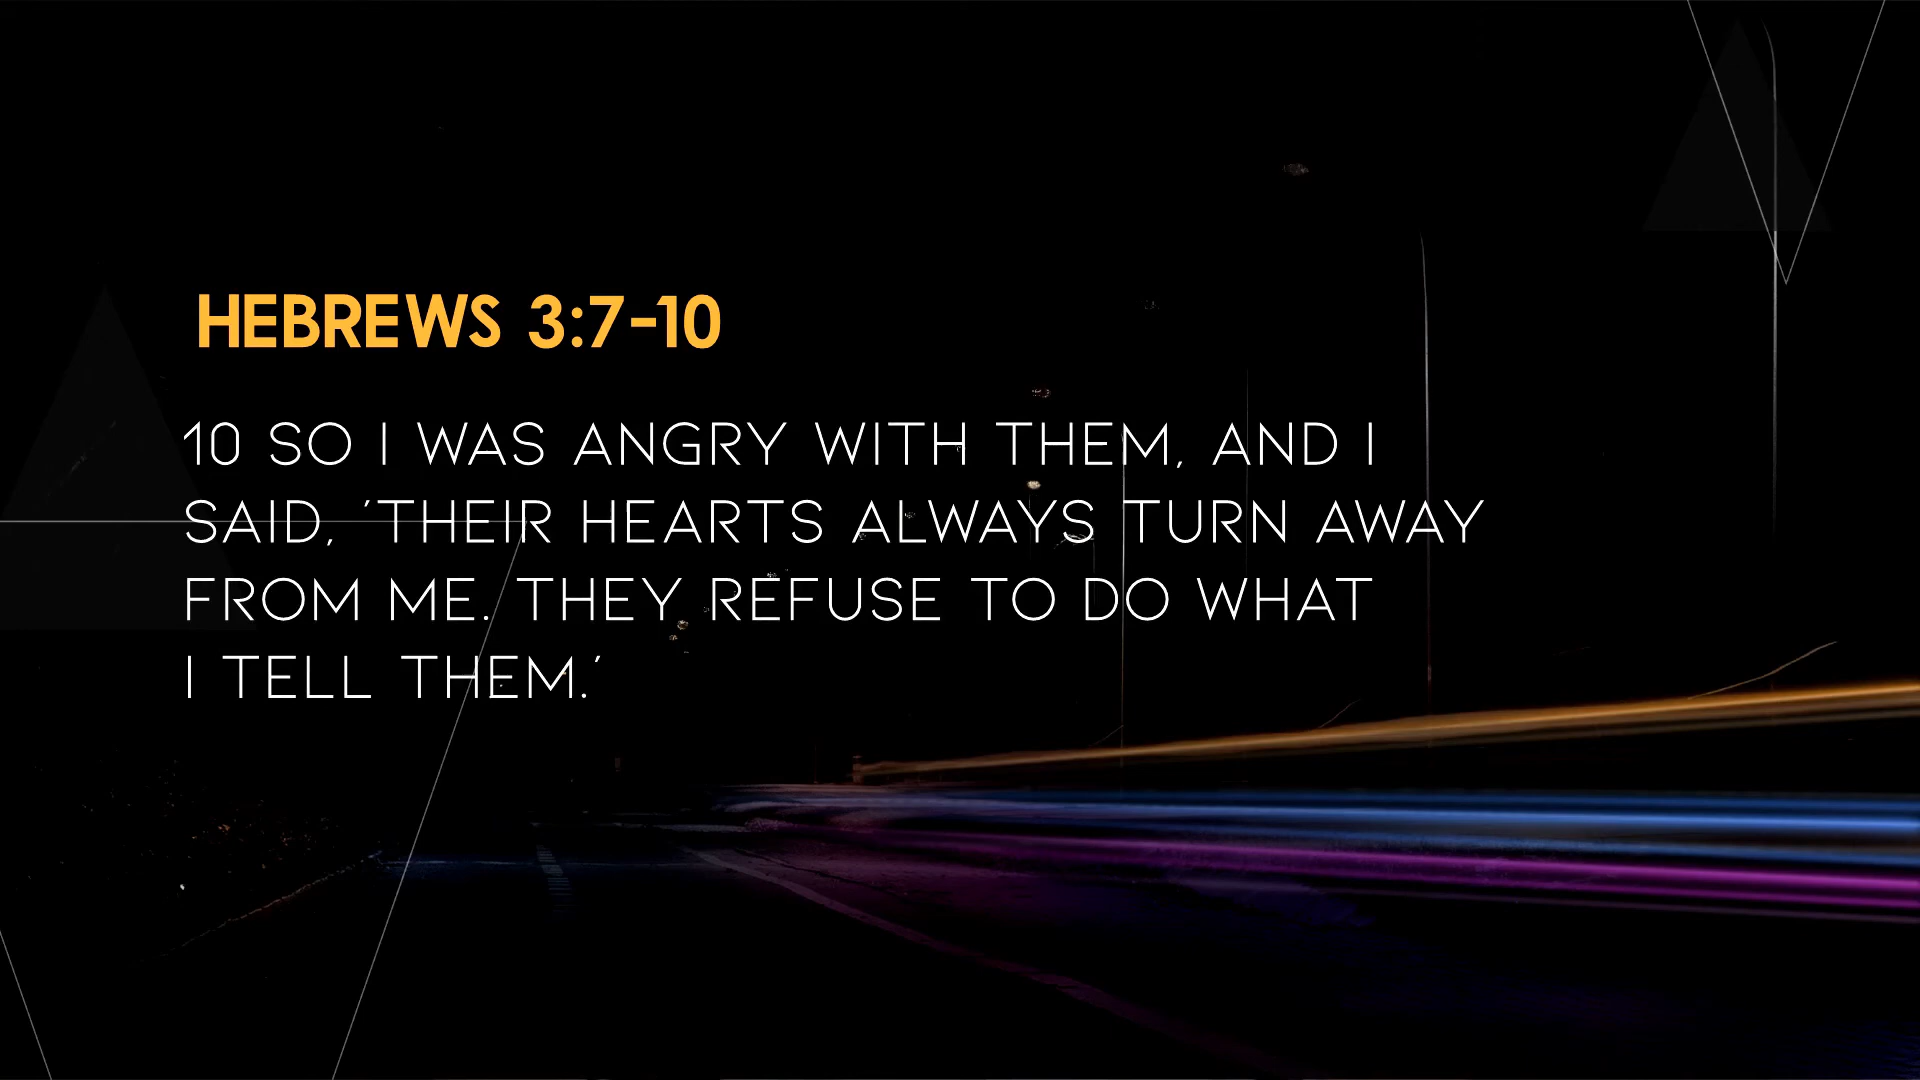 HEBREWS 3:7-10
10 SO I WAS ANGRY WITH THEM, AND I
SAID, 'THEIR HEARTS ALWAYS TURN AWAY
FROM ME. THEY REFUSE TO DO WHAT
I TELL THEM.'